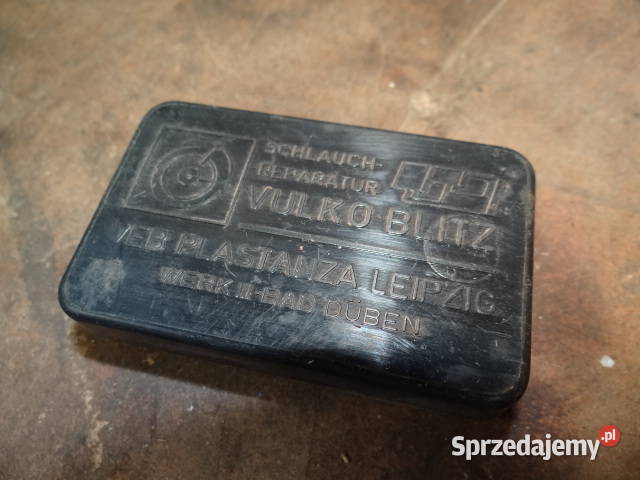 SCHLAUCH-
REPARATUR
VULKO BLITZ
VEB PLASTANZA LEIPZIG
WERK II BAD DÜBEN
Sprzedajemy.pl